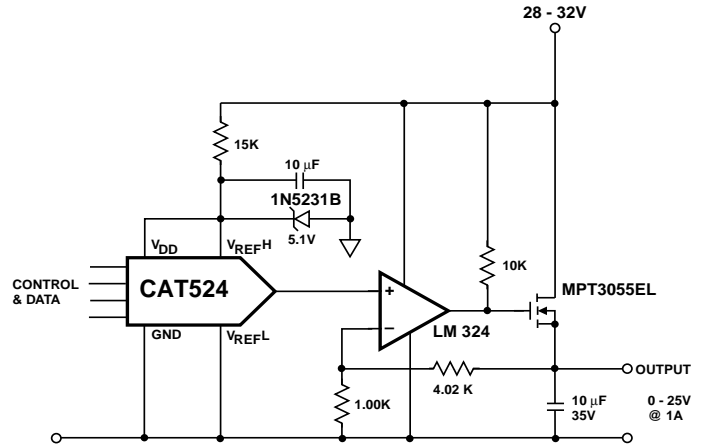 28 - 32V
15K
10 µF
1N5231B
5.1V
VDD
VREFH
CONTROL
& DATA
CAT524
GND
VREFL
+
–
LM 324
10K
MPT3055EL
4.02 K
1.00K
OUTPUT
10 µF
35V
0 - 25V
@ 1A